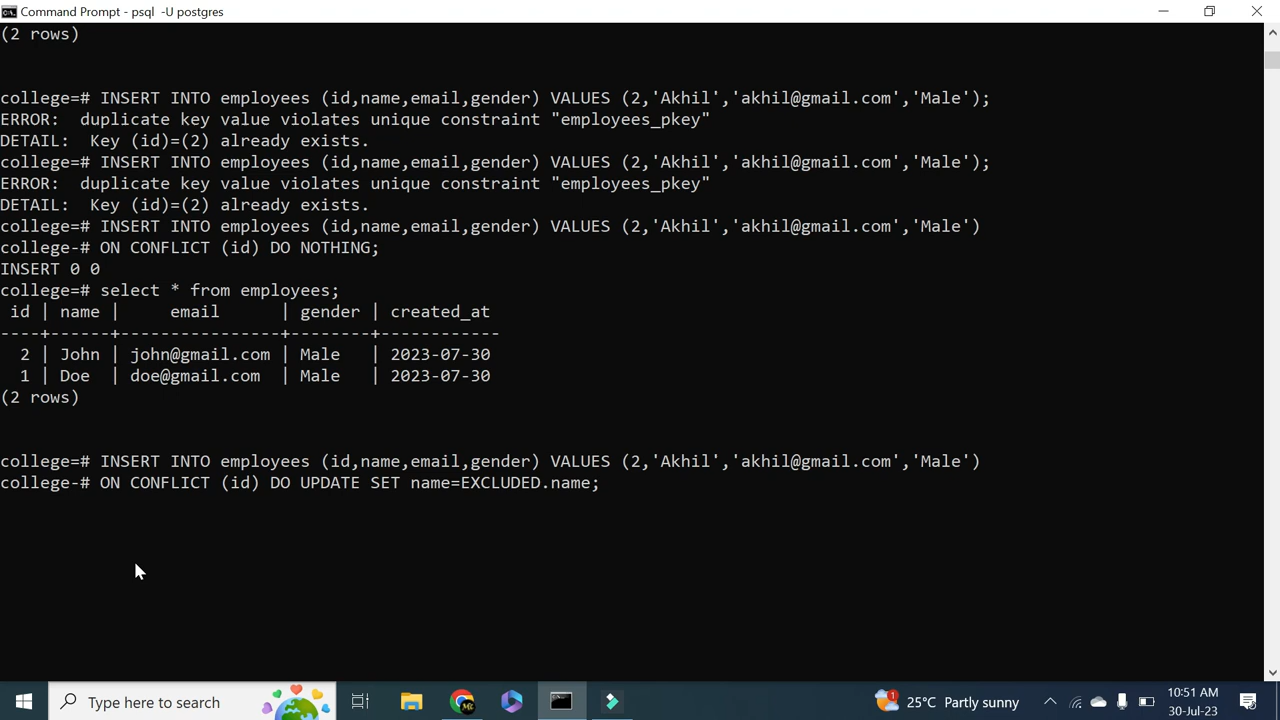 Command Prompt - psql -U postgres
(2 rows)
college=# INSERT INTO employees (id,name,email,gender) VALUES (2,'Akhil','akhil@gmail.com','Male');
ERROR:  duplicate key value violates unique constraint "employees_pkey"
DETAIL:  Key (id)=(2) already exists.
college=# INSERT INTO employees (id,name,email,gender) VALUES (2,'Akhil','akhil@gmail.com','Male');
ERROR:  duplicate key value violates unique constraint "employees_pkey"
DETAIL:  Key (id)=(2) already exists.
college=# INSERT INTO employees (id,name,email,gender) VALUES (2,'Akhil','akhil@gmail.com','Male')
college-# ON CONFLICT (id) DO NOTHING;
INSERT 0 0
college=# select * from employees;
 id | name |     email      | gender | created_at
----+------+----------------+--------+------------
  2 | John | john@gmail.com | Male   | 2023-07-30
  1 | Doe  | doe@gmail.com  | Male   | 2023-07-30
(2 rows)
college=# INSERT INTO employees (id,name,email,gender) VALUES (2,'Akhil','akhil@gmail.com','Male')
college-# ON CONFLICT (id) DO UPDATE SET name=EXCLUDED.name;
Type here to search
1
25°C Partly sunny
10:51 AM
30-Jul-23